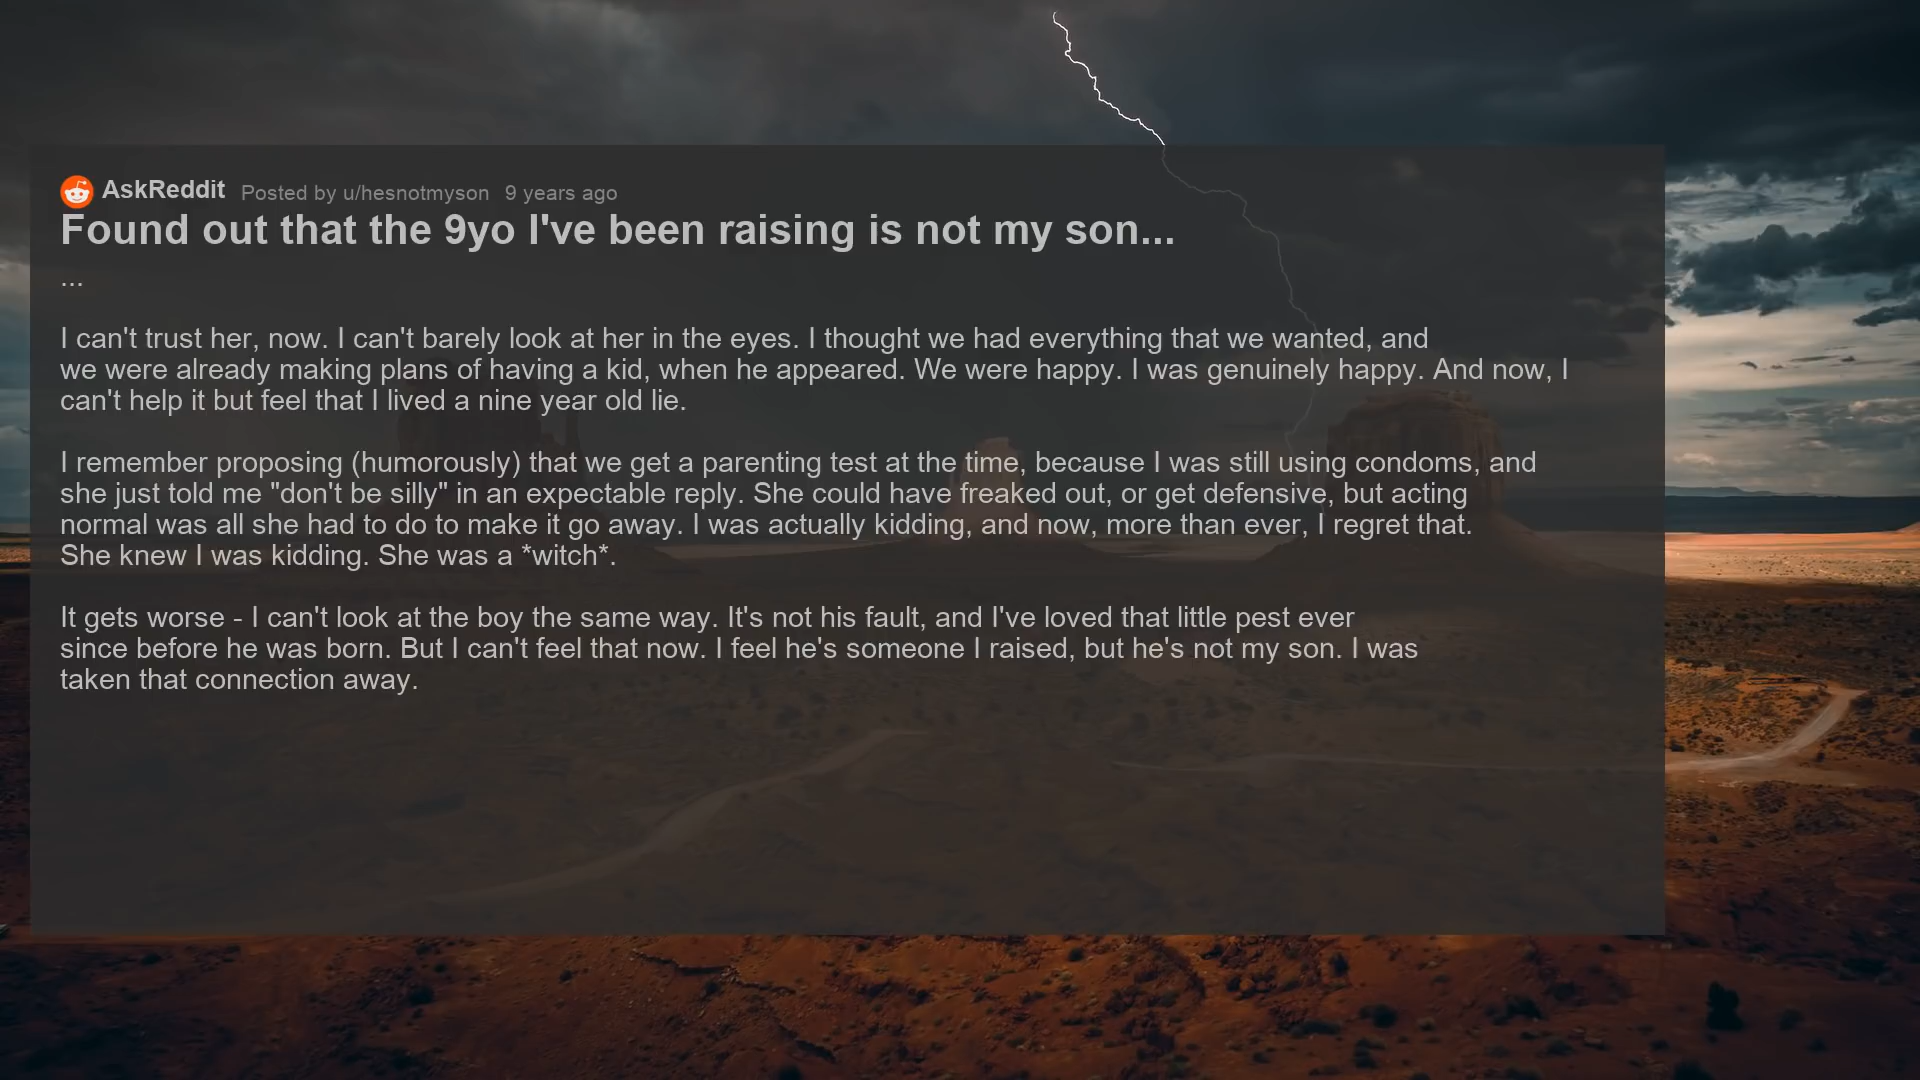 AskReddit Posted by u/hesnotmyson 9 years ago
Found out that the 9yo I've been raising is not my son...
...
I can't trust her, now. I can't barely look at her in the eyes. I thought we had everything that we wanted, and
we were already making plans of having a kid, when he appeared. We were happy. I was genuinely happy. And now, I
can't help it but feel that I lived a nine year old lie.
I remember proposing (humorously) that we get a parenting test at the time, because I was still using condoms, and
she just told me "don't be silly" in an expectable reply. She could have freaked out, or get defensive, but acting
normal was all she had to do to make it go away. I was actually kidding, and now, more than ever, I regret that.
She knew I was kidding. She was a *witch*.
It gets worse - I can't look at the boy the same way. It's not his fault, and I've loved that little pest ever
since before he was born. But I can't feel that now. I feel he's someone I raised, but he's not my son. I was
taken that connection away.